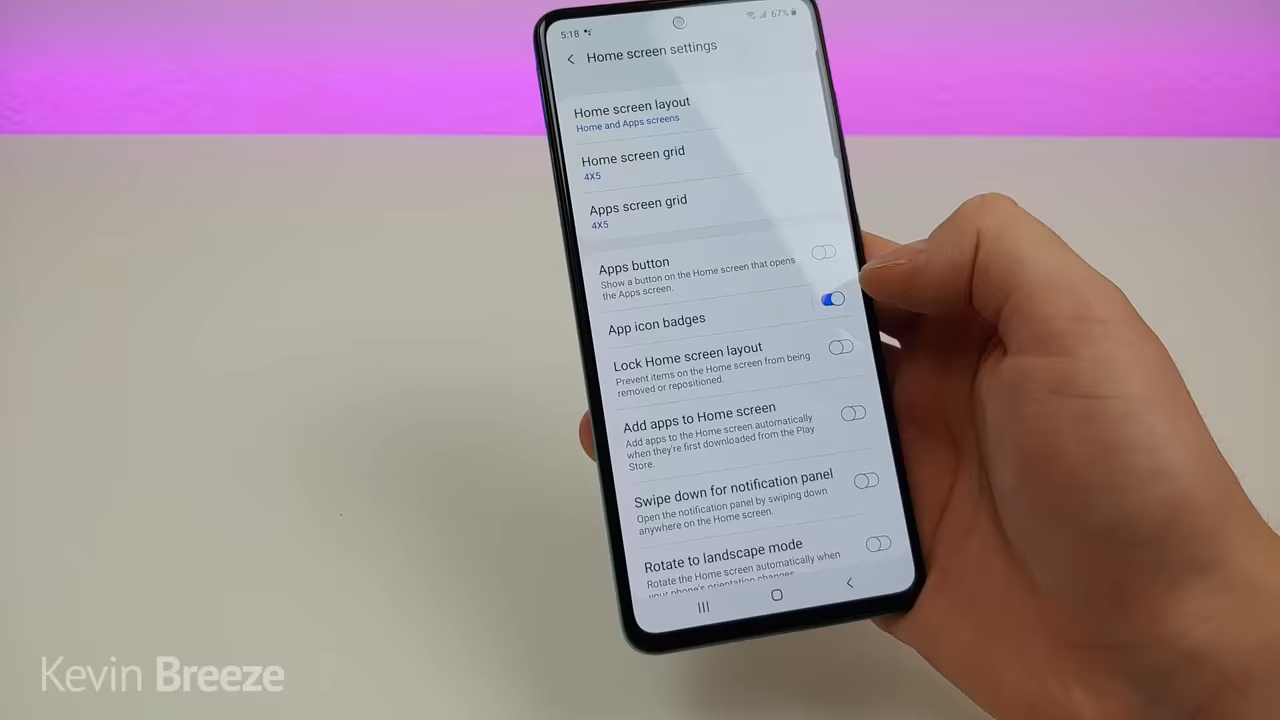 5:18
67%
Home screen settings
Home screen layout
Home and Apps screens
Home screen grid
4X5
Apps screen grid
4X5
Apps button
Show a button on the Home screen that opens
the Apps screen.
App icon badges
Lock Home screen layout
Prevent items on the Home screen from being
removed or repositioned.
Add apps to Home screen
Add apps to the Home screen automatically
when they're first downloaded from the Play
Store.
Swipe down for notification panel
Open the notification panel by swiping down
anywhere on the Home screen.
Rotate to landscape mode
Rotate the Home screen automatically when
your phone's orientation changes.
Kevin Breeze